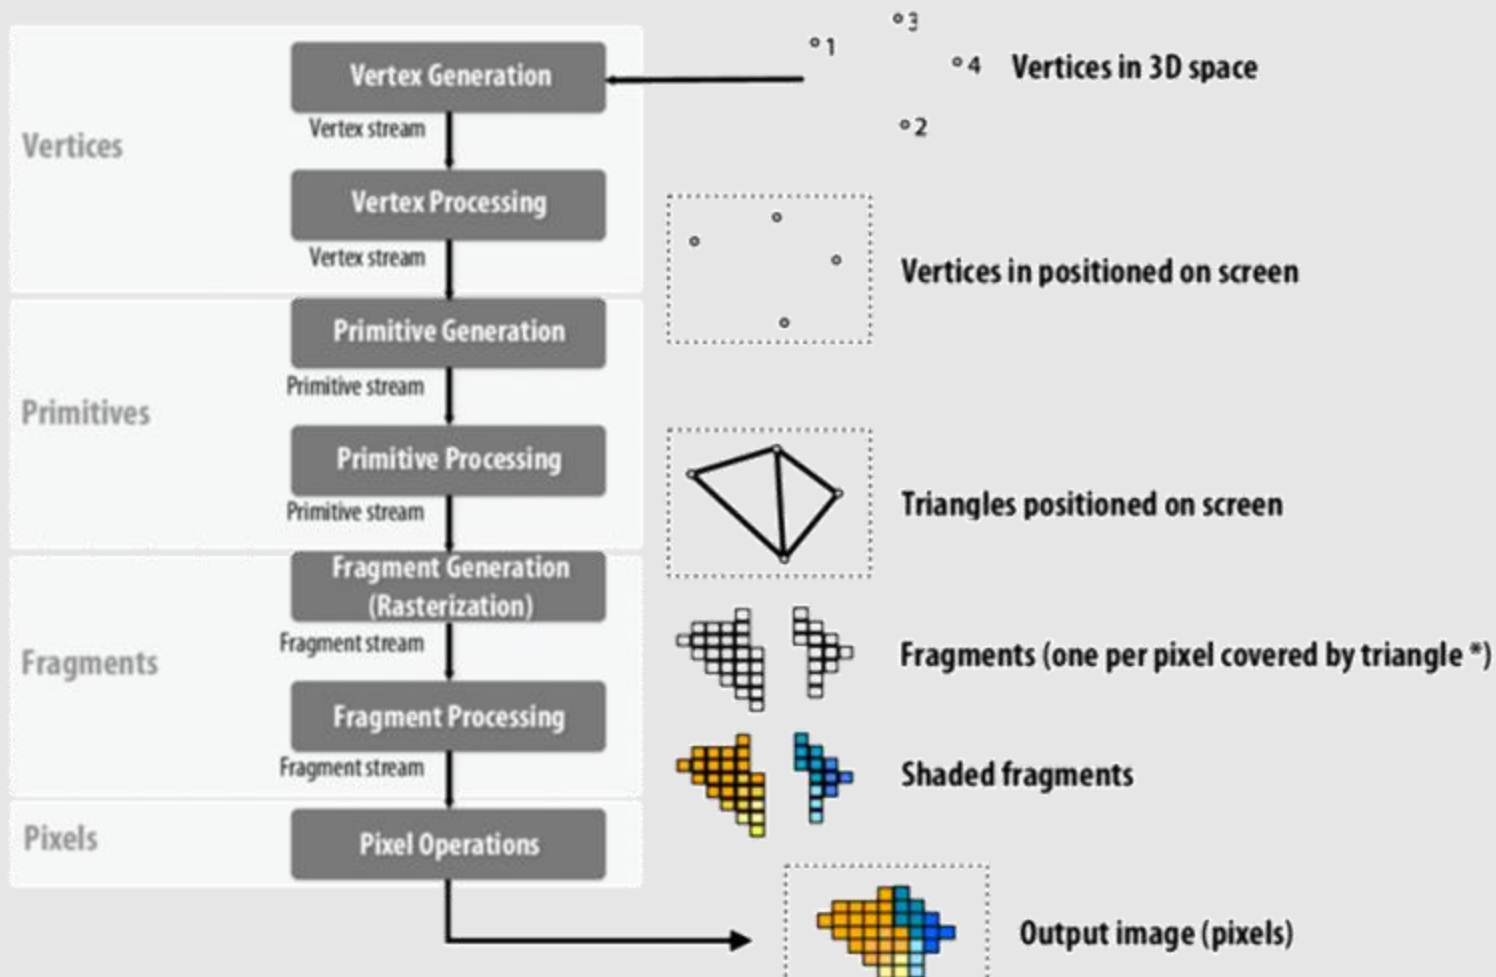 Vertices
Vertex Generation
Vertex stream
Vertex Processing
Vertex stream
1
3
4
2
Vertices in 3D space
Vertices in positioned on screen
Primitives
Primitive Generation
Primitive stream
Primitive Processing
Primitive stream
Triangles positioned on screen
Fragments
Fragment Generation
(Rasterization)
Fragment stream
Fragment Processing
Fragment stream
Fragments (one per pixel covered by triangle *)
Shaded fragments
Pixels
Pixel Operations
Output image (pixels)